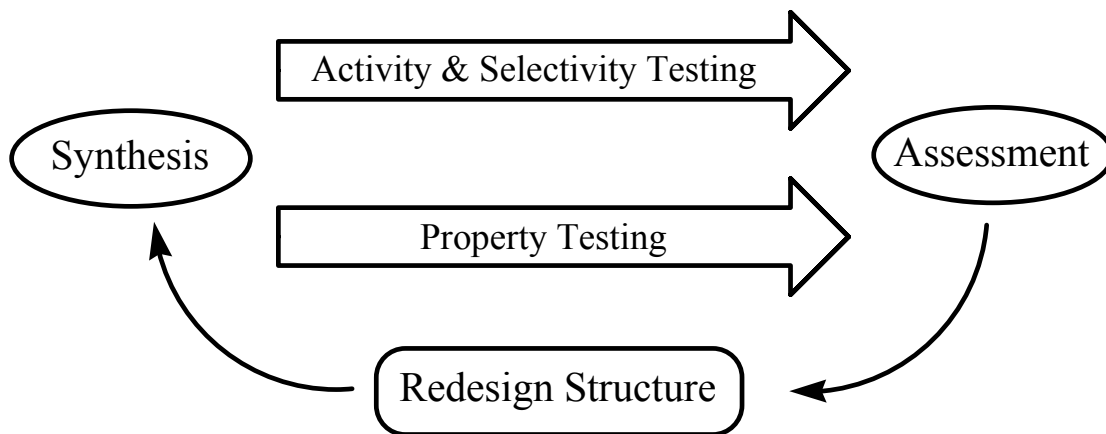 Activity & Selectivity Testing
Synthesis
Assessment
Property Testing
Redesign Structure